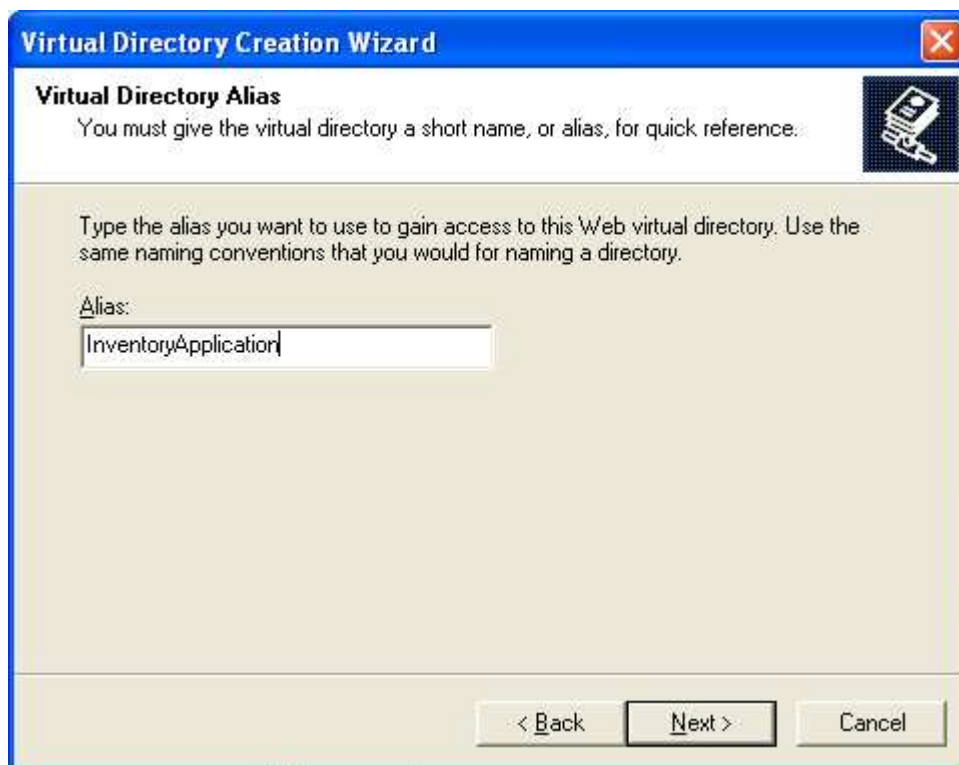 Virtual Directory Creation Wizard
Virtual Directory Alias
You must give the virtual directory a short name, or alias, for quick reference.
Type the alias you want to use to gain access to this Web virtual directory. Use the
same naming conventions that you would for naming a directory.
Alias:
InventoryApplication
< Back Next > Cancel